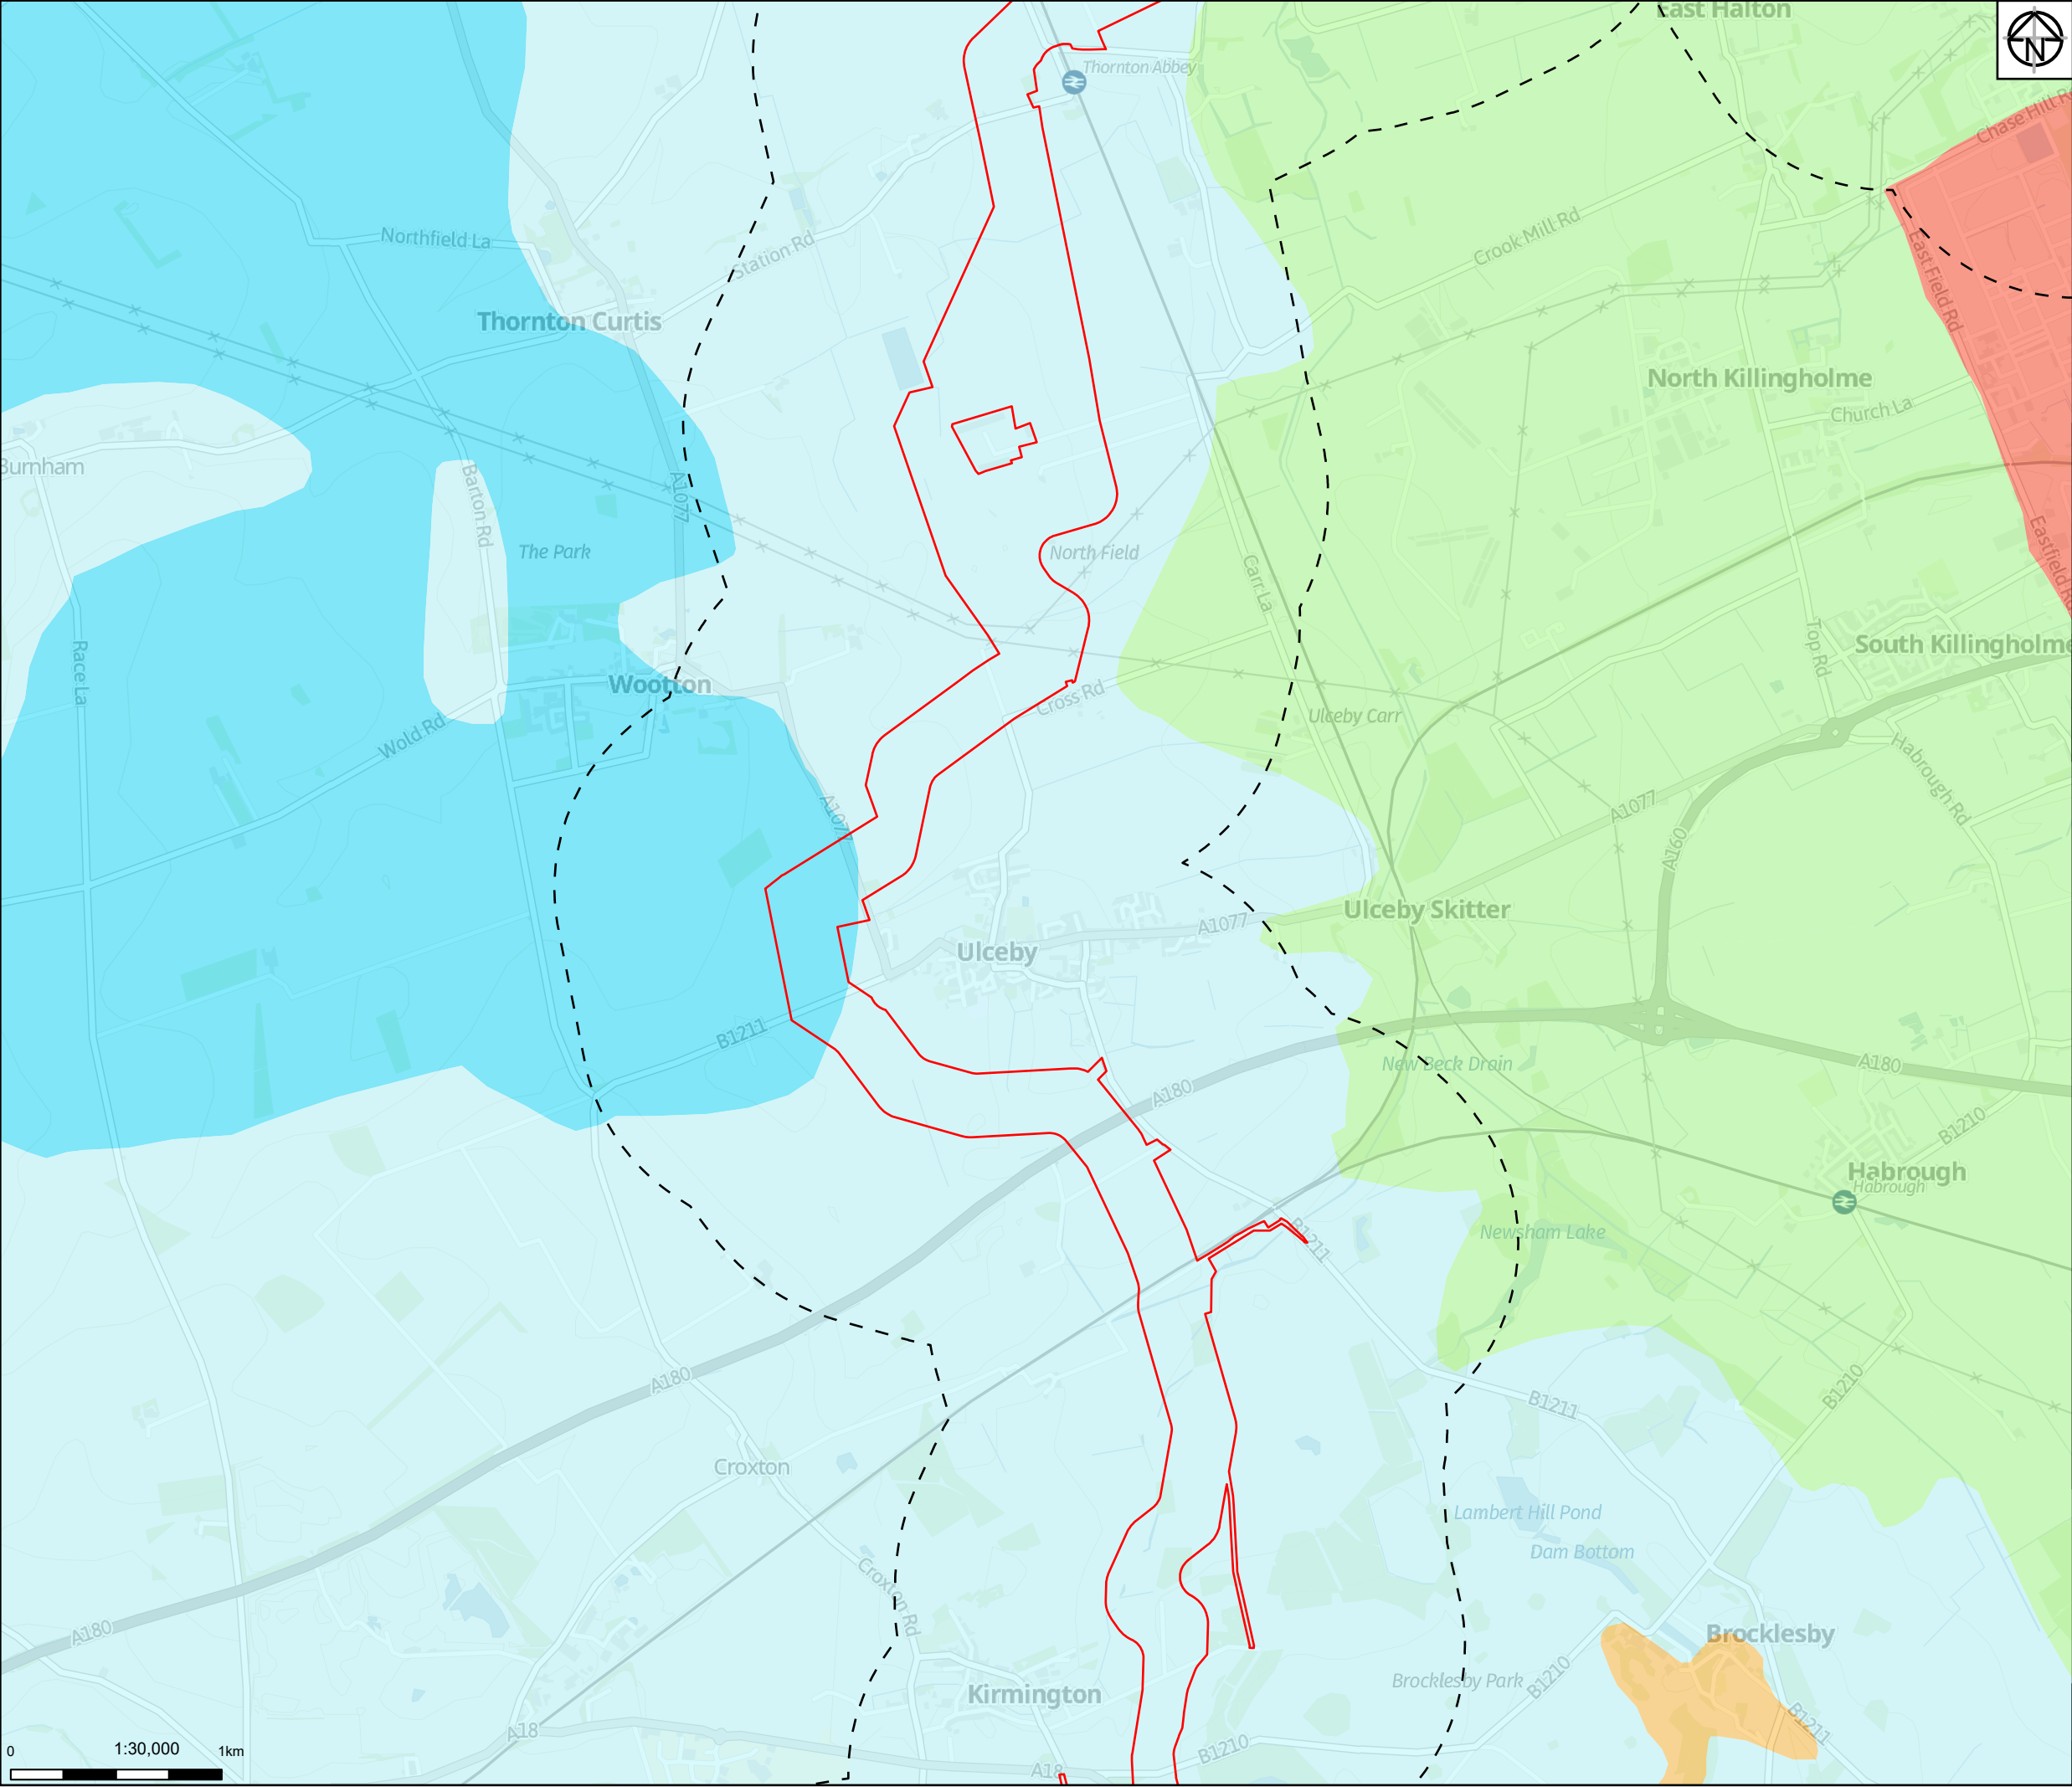 East Halton
N
Thornton Abbey
Chase Hill R
Northfield La
Station Rd
Crook Mill Rd
East Field Rd
Thornton Curtis
North Killingholme
Church La
Burnham
Barton Rd
A1077
The Park
North Field
Carr La
Eastfield Rd
Race La
Wootton
Top Rd
South Killingholme
Cross Rd
Ulceby Carr
Wold Rd
Habrough Rd
A1077
A1077
A160
Ulceby Skitter
A1077
Ulceby
B1211
New Beck Drain
A180
A180
B1210
Habrough
Habrough
B1211
Newsham Lake
A180
B1211
B1210
Croxton
Lambert Hill Pond
Dam Bottom
Croxton Rd
A180
Brocklesby
Brocklesby Park
B1210
Kirmington
B1211
A18
B1210
A18
0 1:30,000 1km